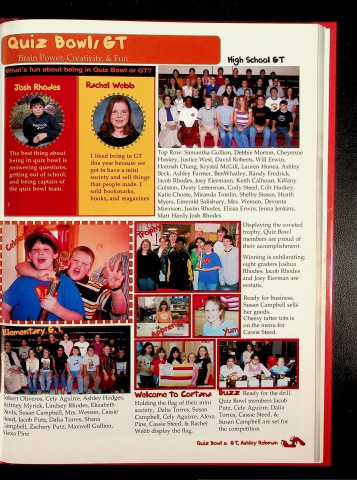 Quiz Bowl/GT
Brain Power, Creativity, & Fun
What's fun about being in Quiz Bowl or GT?
High School GT
Josh Rhodes
The best thing about
being in quiz bowl is
answering questions,
getting out of school,
and being captain of
the quiz bowl team.
Rachel Webb
I liked being in GT
this year because we
got to have a mini
society and sell things
that people made. I
sold bookmarks,
books, and magazines
Top Row: Samantha Gullion, Debbie Morton, Cheyenne
Huskey, Justice West, David Roberts, Will Erwin,
Hannah Chang, Krystal McGill, Lauren Honea, Ashley
Beck, Ashley Farmer, BenWhatley, Randy Fredrick,
Jacob Rhodes, Joey Eiermann, Keith Calhoun, Kiffany
Golston, Dusty Letterman, Cody Steed, Colt Huskey,
Katie Choate, Miranda Tomlin, Shelby Sisson, Heath
Myers, Emerald Salisbury, Mrs. Wesson, Devonta
Morrison, Justin Rhodes, Elissa Erwin, Jenna Jenkins,
Matt Hardy, Josh Rhodes
Trophy
Displaying the coveted
trophy, Quiz Bowl
members are proud of
their accomplishment.
Winning is exhilarating;
eight graders Joshua
Rhodes, Jacob Rhodes
and Joey Eierman are
ecstatic.
Ready for business,
Susan Campbell sells
her goods.
Cheesy tatter tots is
on the menu for
Cassie Steed.
Yum
Elementary G.T.
Robert Oliveros, Cely Aguirre, Ashley Hodges,
Brittney Myrick, Lindsey Rhodes, Elizabeth
Davis, Susan Campbell, Mrs. Wesson, Cassie
Steed, Jacob Putz, Dalia Torres, Shana
Campbell, Zachery Putz, Maxwell Gullion,
Alexa Pine
Welcome to Cortana
Holding the flag of their mini
society, Dalia Torres, Susan
Campbell, Cely Aguirre, Alexa
Pine, Cassie Steed, & Rachel
Webb display the flag.
Buzz Ready for the drill.
Quiz Bowl members Jacob
Putz, Cely Aguirre, Dalia
Torres, Cassie Steed, &
Susan Campbell are set for
the competition
Quiz Bowl & GT, Ashley